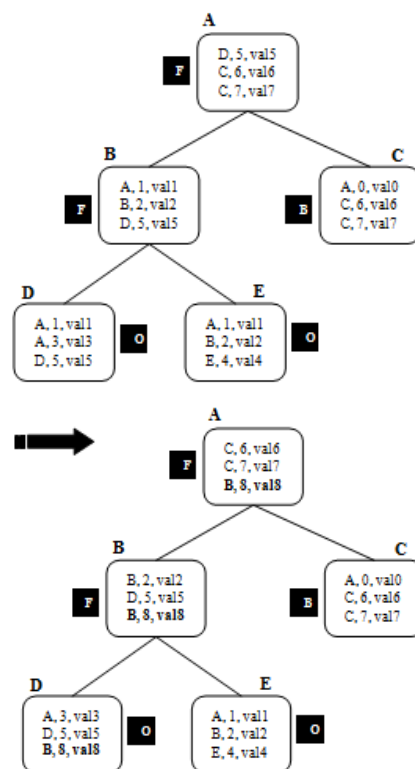 A
F
D, 5, val5
C, 6, val6
C, 7, val7
B
F
A, 1, val1
B, 2, val2
D, 5, val5
C
B
A, 0, val0
C, 6, val6
C, 7, val7
D
A, 1, val1
A, 3, val3
D, 5, val5
O
E
A, 1, val1
B, 2, val2
E, 4, val4
O
A
F
C, 6, val6
C, 7, val7
B, 8, val8
B
F
B, 2, val2
D, 5, val5
B, 8, val8
C
B
A, 0, val0
C, 6, val6
C, 7, val7
D
A, 3, val3
D, 5, val5
B, 8, val8
O
E
A, 1, val1
B, 2, val2
E, 4, val4
O